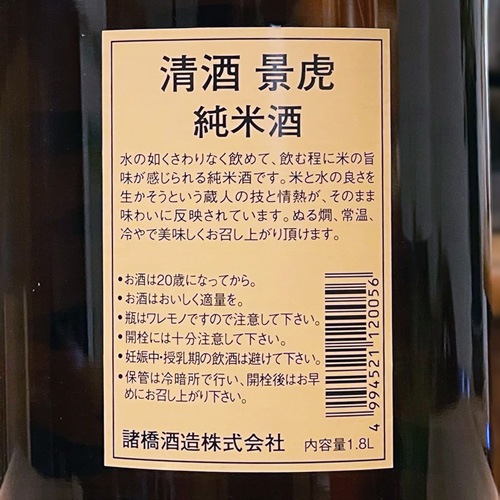 清酒 景虎
純米酒
水の如くさわりなく飲めて、飲む程に米の旨
味が感じられる純米酒です。米と水の良さを
生かそうという蔵人の技と情熱が、そのまま
味わいに反映されています。ぬる燗、常温、
冷やで美味しくお召し上がり頂けます。
•お酒は20歳になってから。
•お酒はおいしく適量を。
•瓶はワレモノですので注意して下さい。
•開栓には十分注意して下さい。
•妊娠中・授乳期の飲酒は避けて下さい。
•保管は冷暗所で行い、開栓後はお早
めにお召し上がり下さい。
4 994521 120056
諸橋酒造株式会社 内容量1.8L